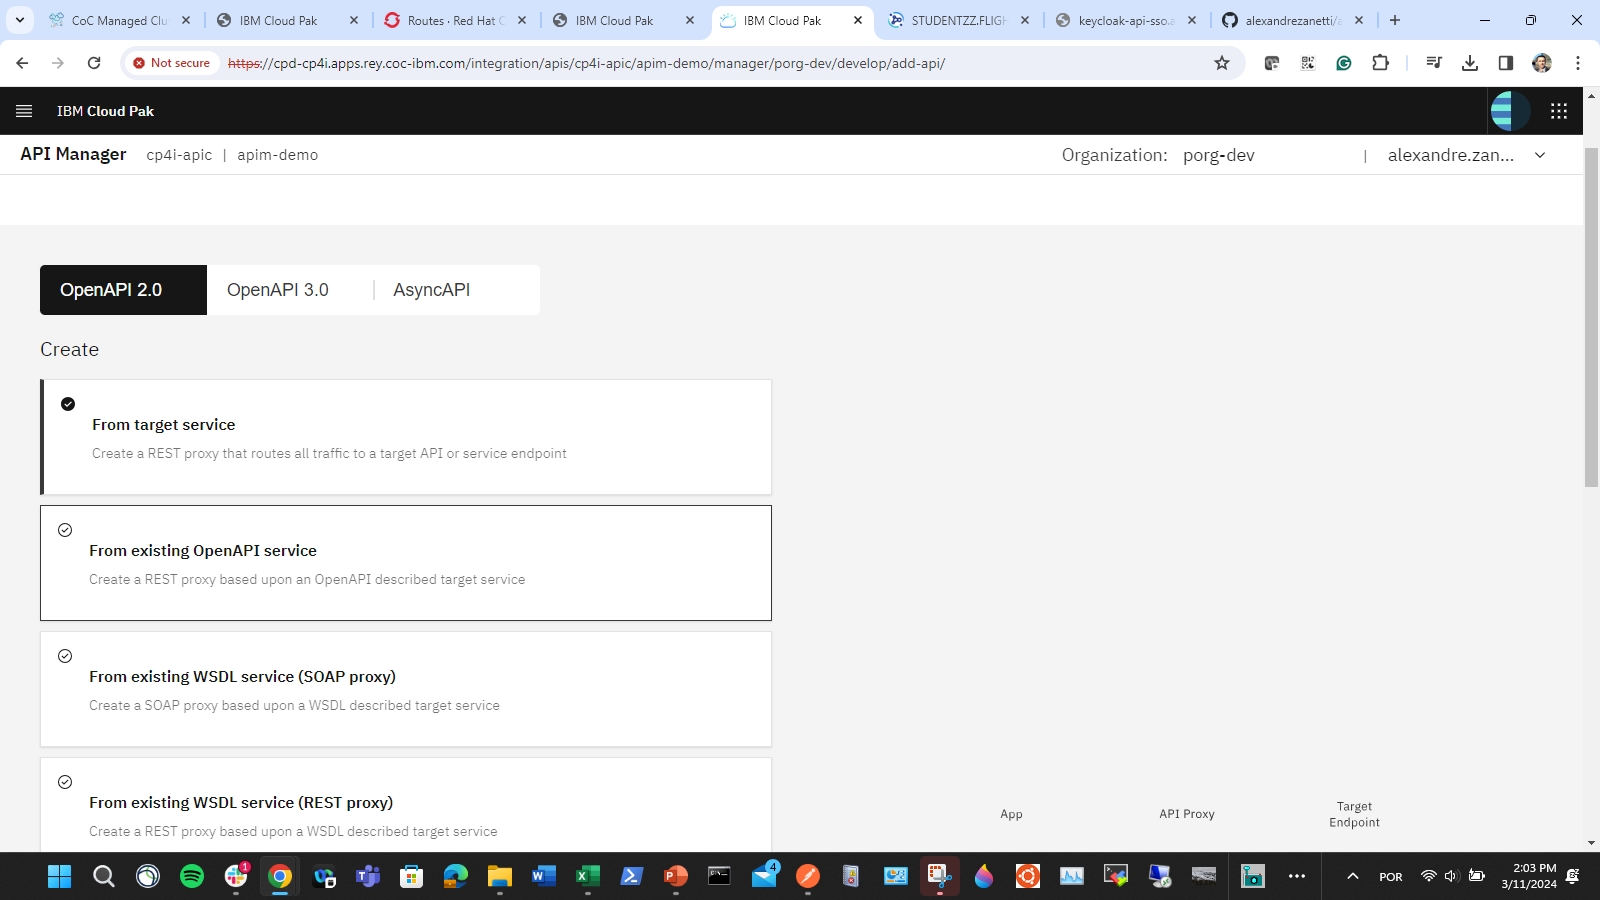 CoC Managed Clu
IBM Cloud Pak
Routes · Red Hat C
IBM Cloud Pak
IBM Cloud Pak
STUDENTZZ.FLIGH
keycloak-api-sso.a
alexandrezanetti/a
Not secure
https://cpd-cp4i.apps.rey.coc-ibm.com/integration/apis/cp4i-apic/apim-demo/manager/porg-dev/develop/add-api/
IBM Cloud Pak
API Manager cp4i-apic | apim-demo
Organization: porg-dev | alexandre.zan...
OpenAPI 2.0
OpenAPI 3.0
AsyncAPI
Create
From target service
Create a REST proxy that routes all traffic to a target API or service endpoint
From existing OpenAPI service
Create a REST proxy based upon an OpenAPI described target service
From existing WSDL service (SOAP proxy)
Create a SOAP proxy based upon a WSDL described target service
From existing WSDL service (REST proxy)
Create a REST proxy based upon a WSDL described target service
App
API Proxy
Target
Endpoint
1
4
POR
2:03 PM
3/11/2024